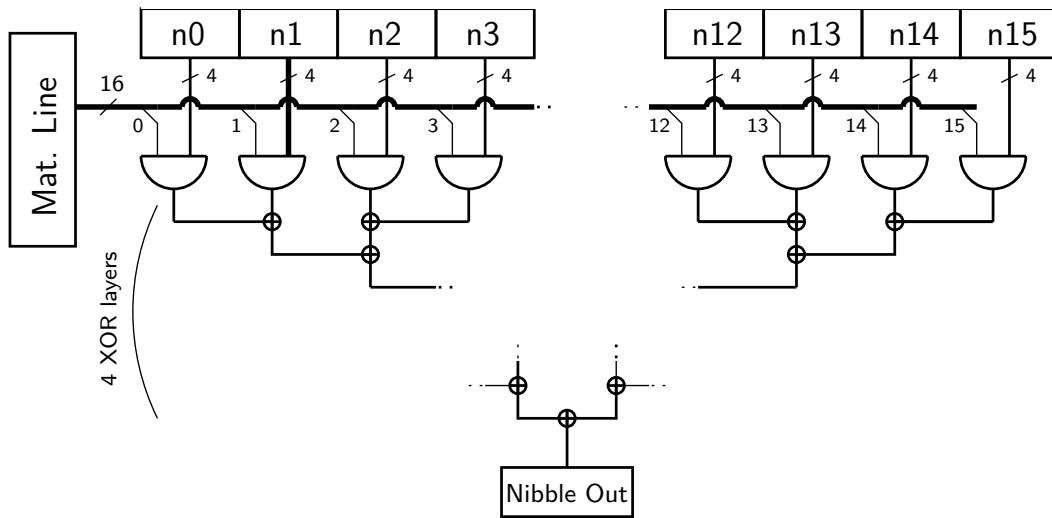 n0 n1 n2 n3 n12 n13 n14 n15
4 4 4 4 4 4 4 4
16
0 1 2 3 12 13 14 15
Mat. Line
4 XOR layers
Nibble Out